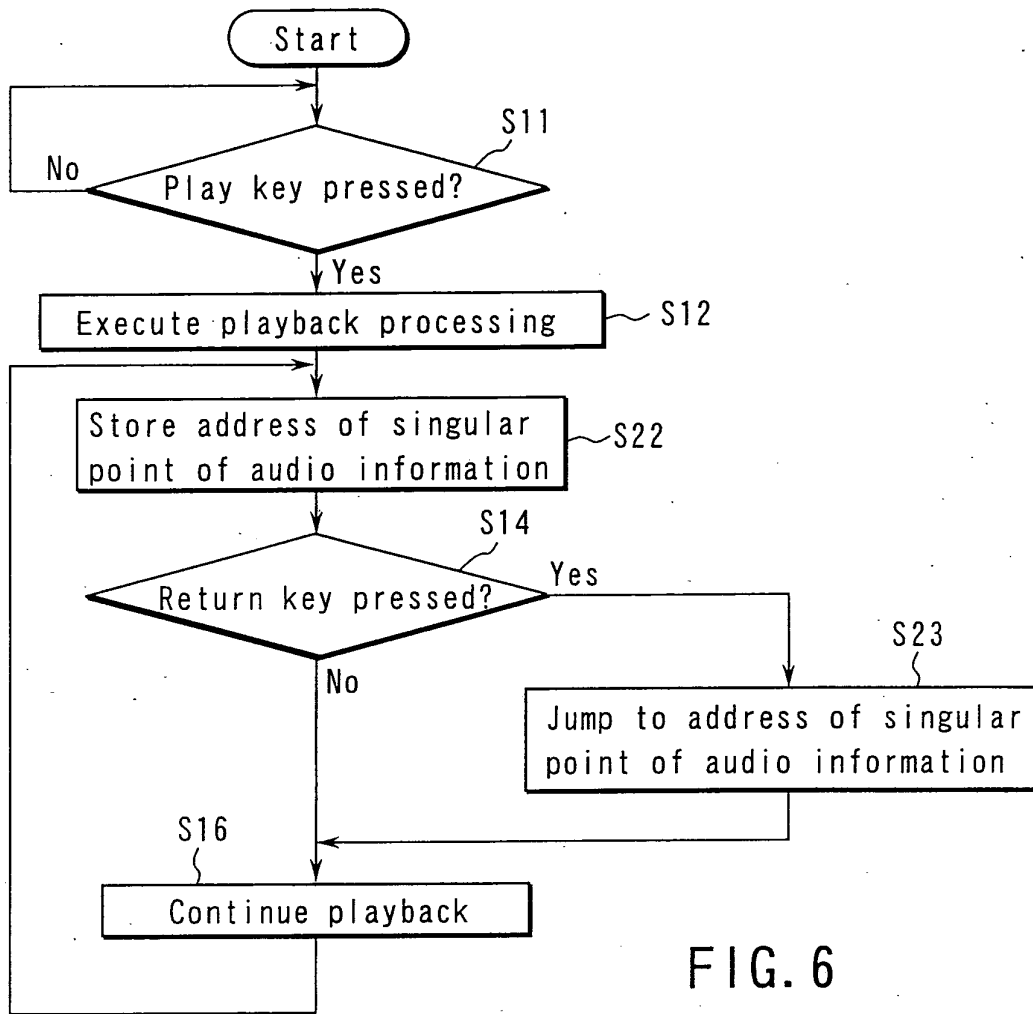 Start
S11
No
Play key pressed?
Yes
Execute playback processing
S12
Store address of singular
point of audio information
S22
S14
Return key pressed?
Yes
No
S23
Jump to address of singular
point of audio information
S16
Continue playback
FIG. 6